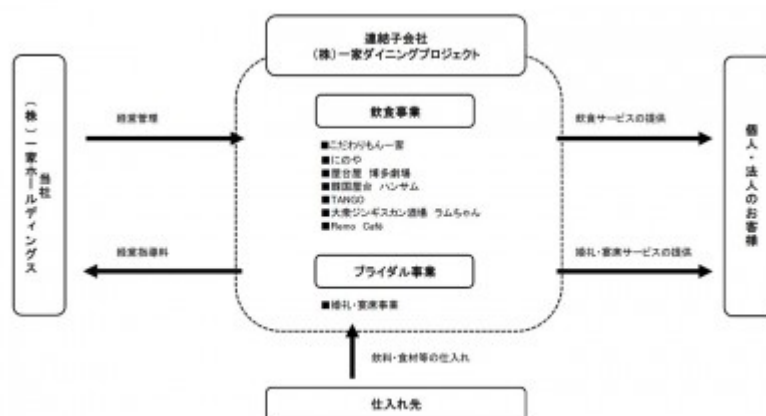 連結子会社
(株)一家ダイニングプロジェクト
当社
(株)一家ホールディングス
経営管理
経営指導料
飲食事業
■こだわりもん一家
■にのや
■屋台屋 博多劇場
■韓国屋台 ハンサム
■TANGO
■大衆ジンギスカン酒場 ラムちゃん
■Remo Café
ブライダル事業
■婚礼・宴席事業
飲食サービスの提供
婚礼・宴席サービスの提供
個人・法人のお客様
飲料・食材等の仕入れ
仕入れ先